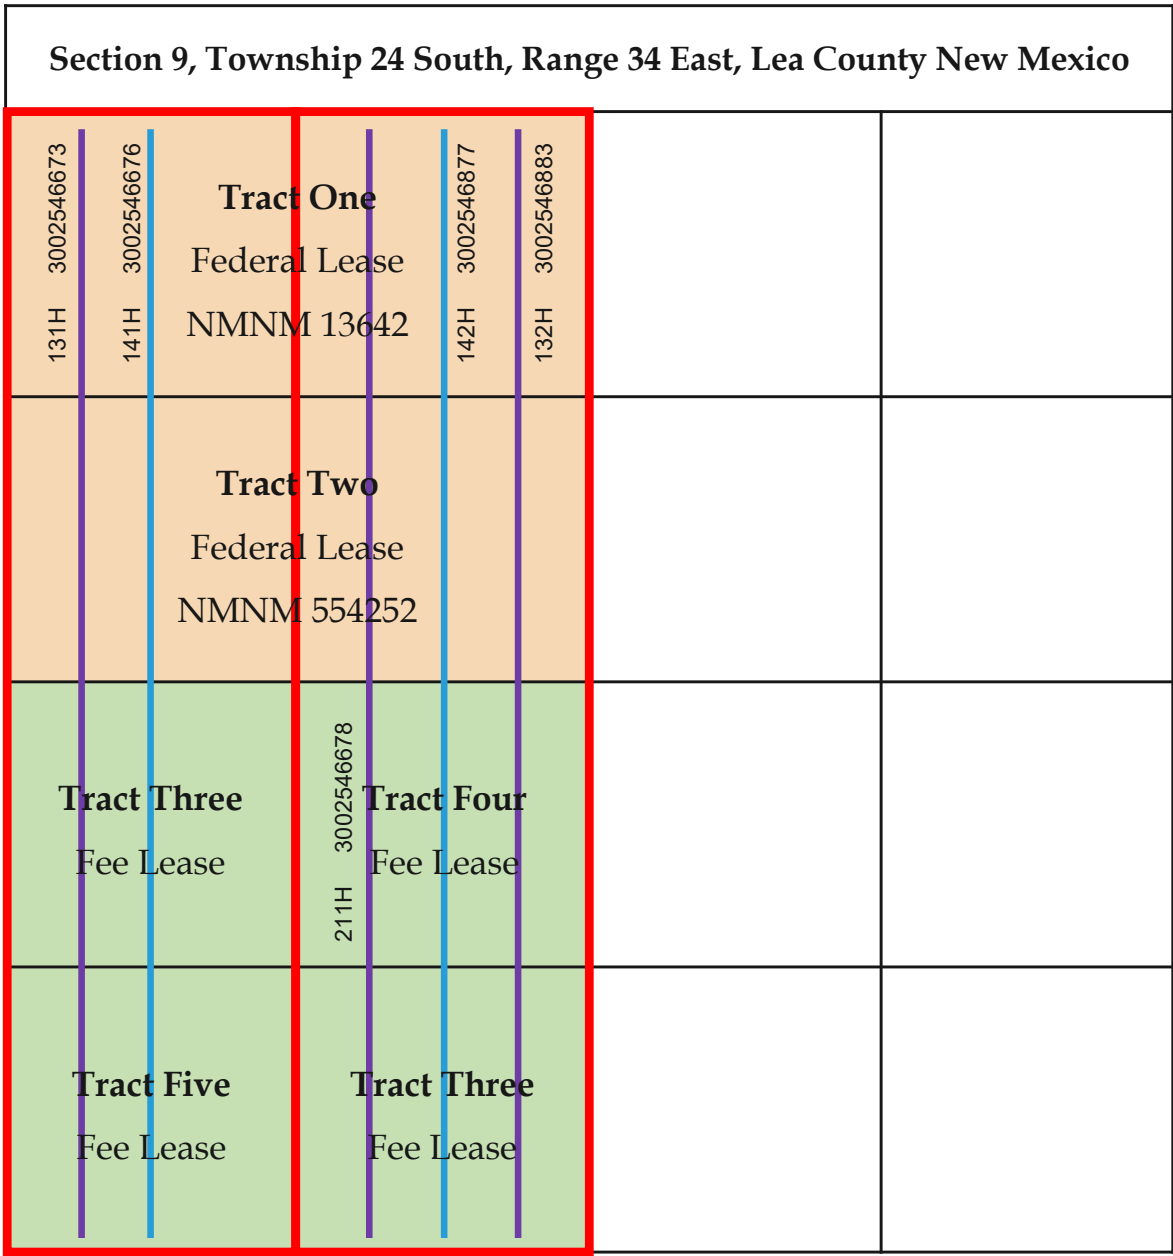 Section 9, Township 24 South, Range 34 East, Lea County New Mexico
131H 3002546673
141H 3002546676
Tract One
Federal Lease
NMNM 13642
142H 3002546877
132H 3002546883
Tract Two
Federal Lease
NMNM 554252
Tract Three
Fee Lease
211H 3002546678
Tract Four
Fee Lease
Tract Five
Fee Lease
Tract Three
Fee Lease